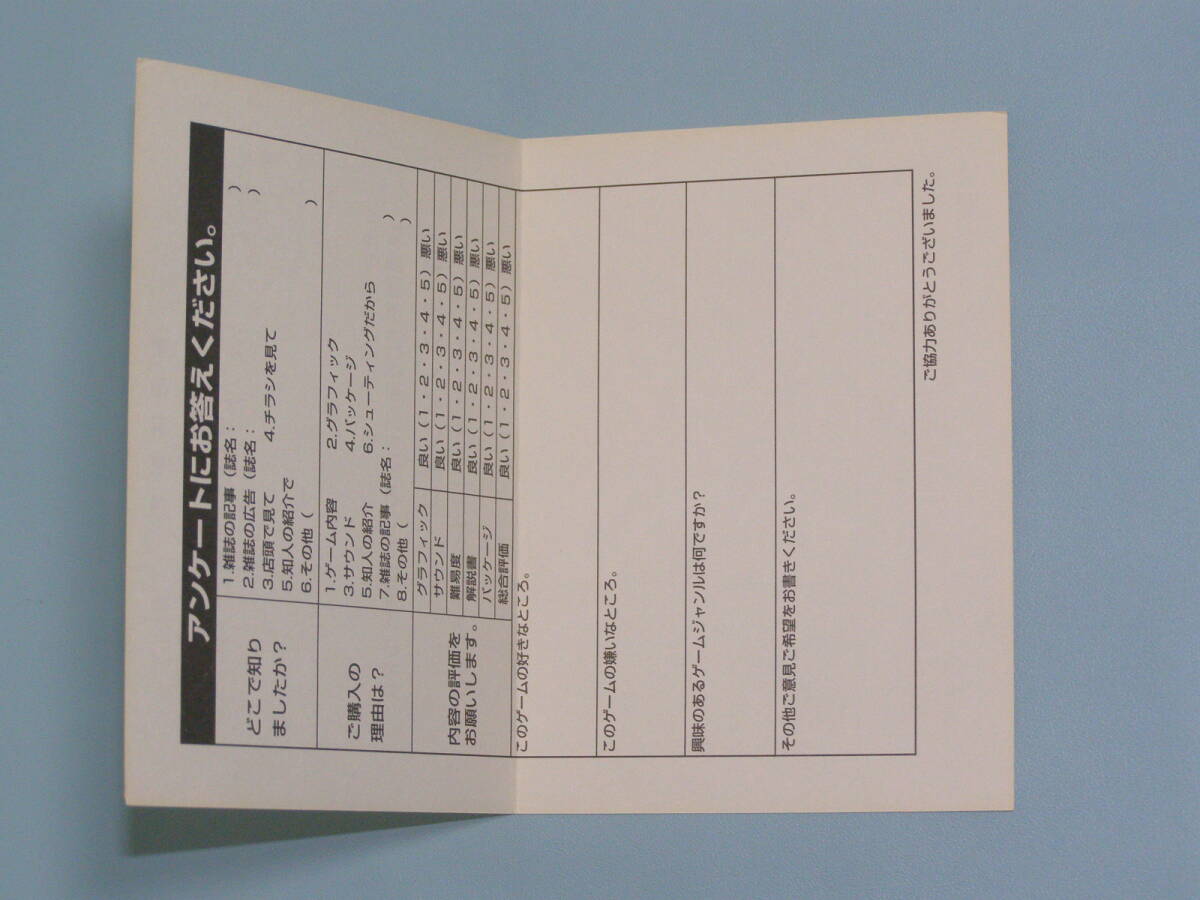 アンケートにお答えください。
どこで知り
ましたか？
1.雑誌の記事（誌名：　）
2.雑誌の広告（誌名：　）
3.店頭で見て　4.チラシを見て
5.知人の紹介で
6.その他（　）
ご購入の
理由は？
1.ゲーム内容　2.グラフィック
3.サウンド　4.パッケージ
5.知人の紹介　6.シューティングだから
7.雑誌の記事（誌名：　）
8.その他（　）
内容の評価を
お願いします。
グラフィック　良い（1・2・3・4・5）悪い
サウンド　良い（1・2・3・4・5）悪い
難易度　良い（1・2・3・4・5）悪い
解説書　良い（1・2・3・4・5）悪い
パッケージ　良い（1・2・3・4・5）悪い
総合評価　良い（1・2・3・4・5）悪い
このゲームの好きなところ。
このゲームの嫌いなところ。
興味のあるゲームジャンルは何ですか？
その他ご意見ご希望をお書きください。
ご協力ありがとうございました。